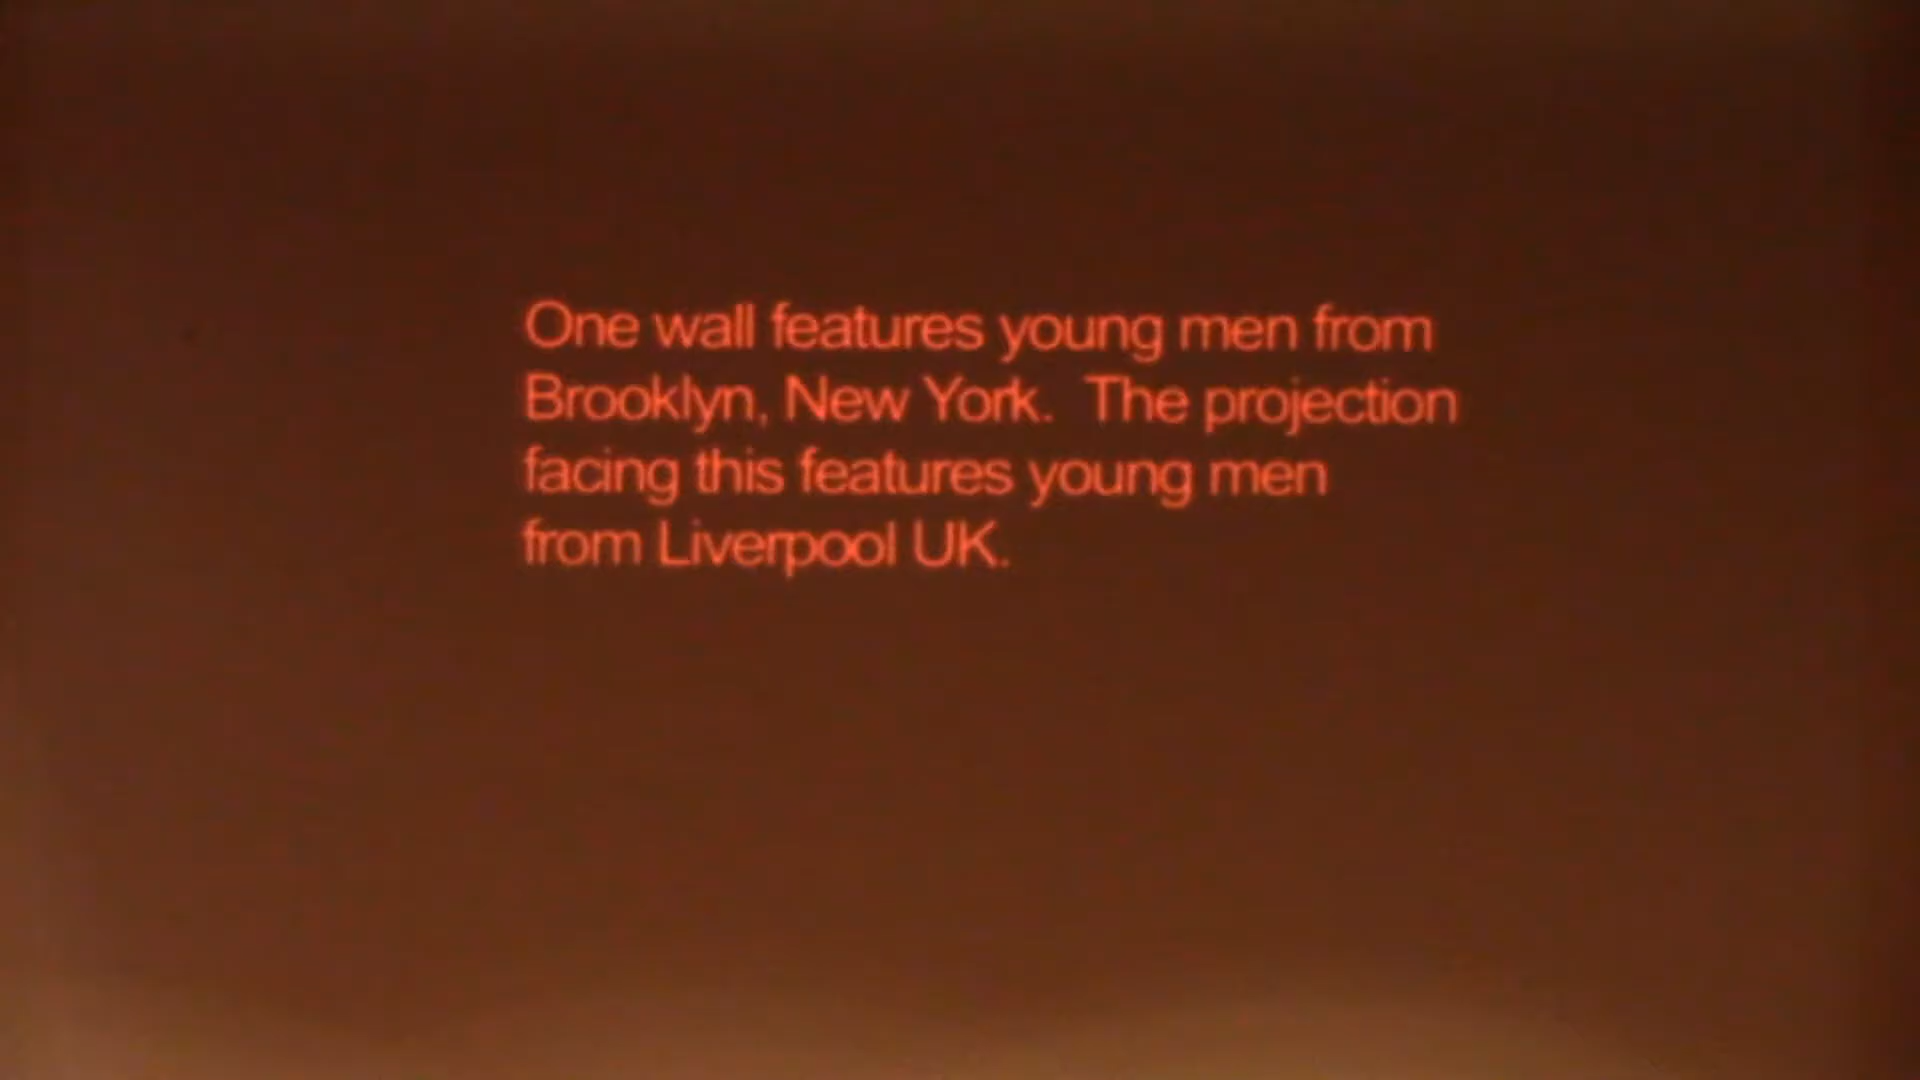 One wall features young men from
Brooklyn, New York.  The projection
facing this features young men
from Liverpool UK.